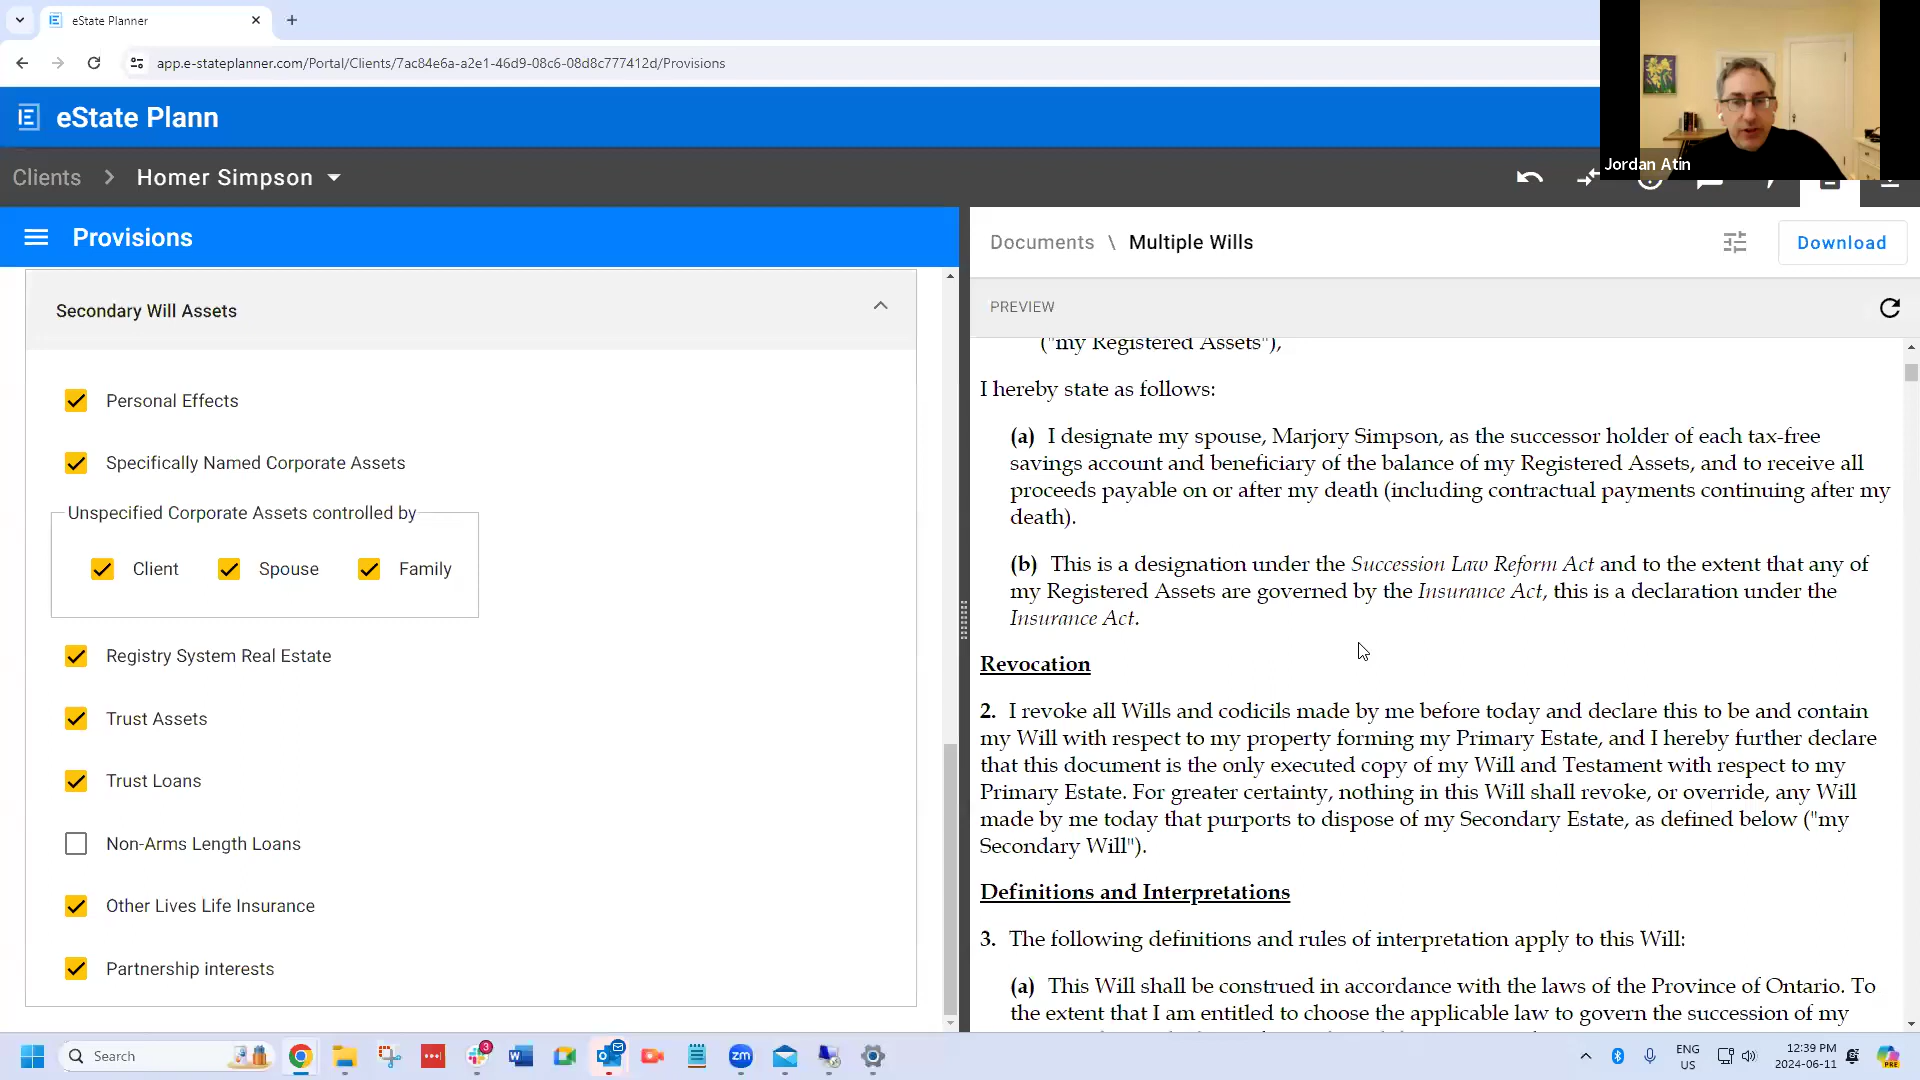 eState Planner
app.e-stateplanner.com/Portal/Clients/7ac84e6a-a2e1-46d9-08c6-08d8c777412d/Provisions
eState Plann
Jordan Atin
Clients > Homer Simpson
Provisions
Documents \ Multiple Wills
Download
Secondary Will Assets
Personal Effects
Specifically Named Corporate Assets
Unspecified Corporate Assets controlled by
Client Spouse Family
Registry System Real Estate
Trust Assets
Trust Loans
Non-Arms Length Loans
Other Lives Life Insurance
Partnership interests
PREVIEW
("my Registered Assets"),
I hereby state as follows:
(a) I designate my spouse, Marjory Simpson, as the successor holder of each tax-free
savings account and beneficiary of the balance of my Registered Assets, and to receive all
proceeds payable on or after my death (including contractual payments continuing after my
death).
(b) This is a designation under the Succession Law Reform Act and to the extent that any of
my Registered Assets are governed by the Insurance Act, this is a declaration under the
Insurance Act.
Revocation
2. I revoke all Wills and codicils made by me before today and declare this to be and contain
my Will with respect to my property forming my Primary Estate, and I hereby further declare
that this document is the only executed copy of my Will and Testament with respect to my
Primary Estate. For greater certainty, nothing in this Will shall revoke, or override, any Will
made by me today that purports to dispose of my Secondary Estate, as defined below ("my
Secondary Will").
Definitions and Interpretations
3. The following definitions and rules of interpretation apply to this Will:
(a) This Will shall be construed in accordance with the laws of the Province of Ontario. To
the extent that I am entitled to choose the applicable law to govern the succession of my
Search
3
zm
ENG
US
12:39 PM
2024-06-11
PRE